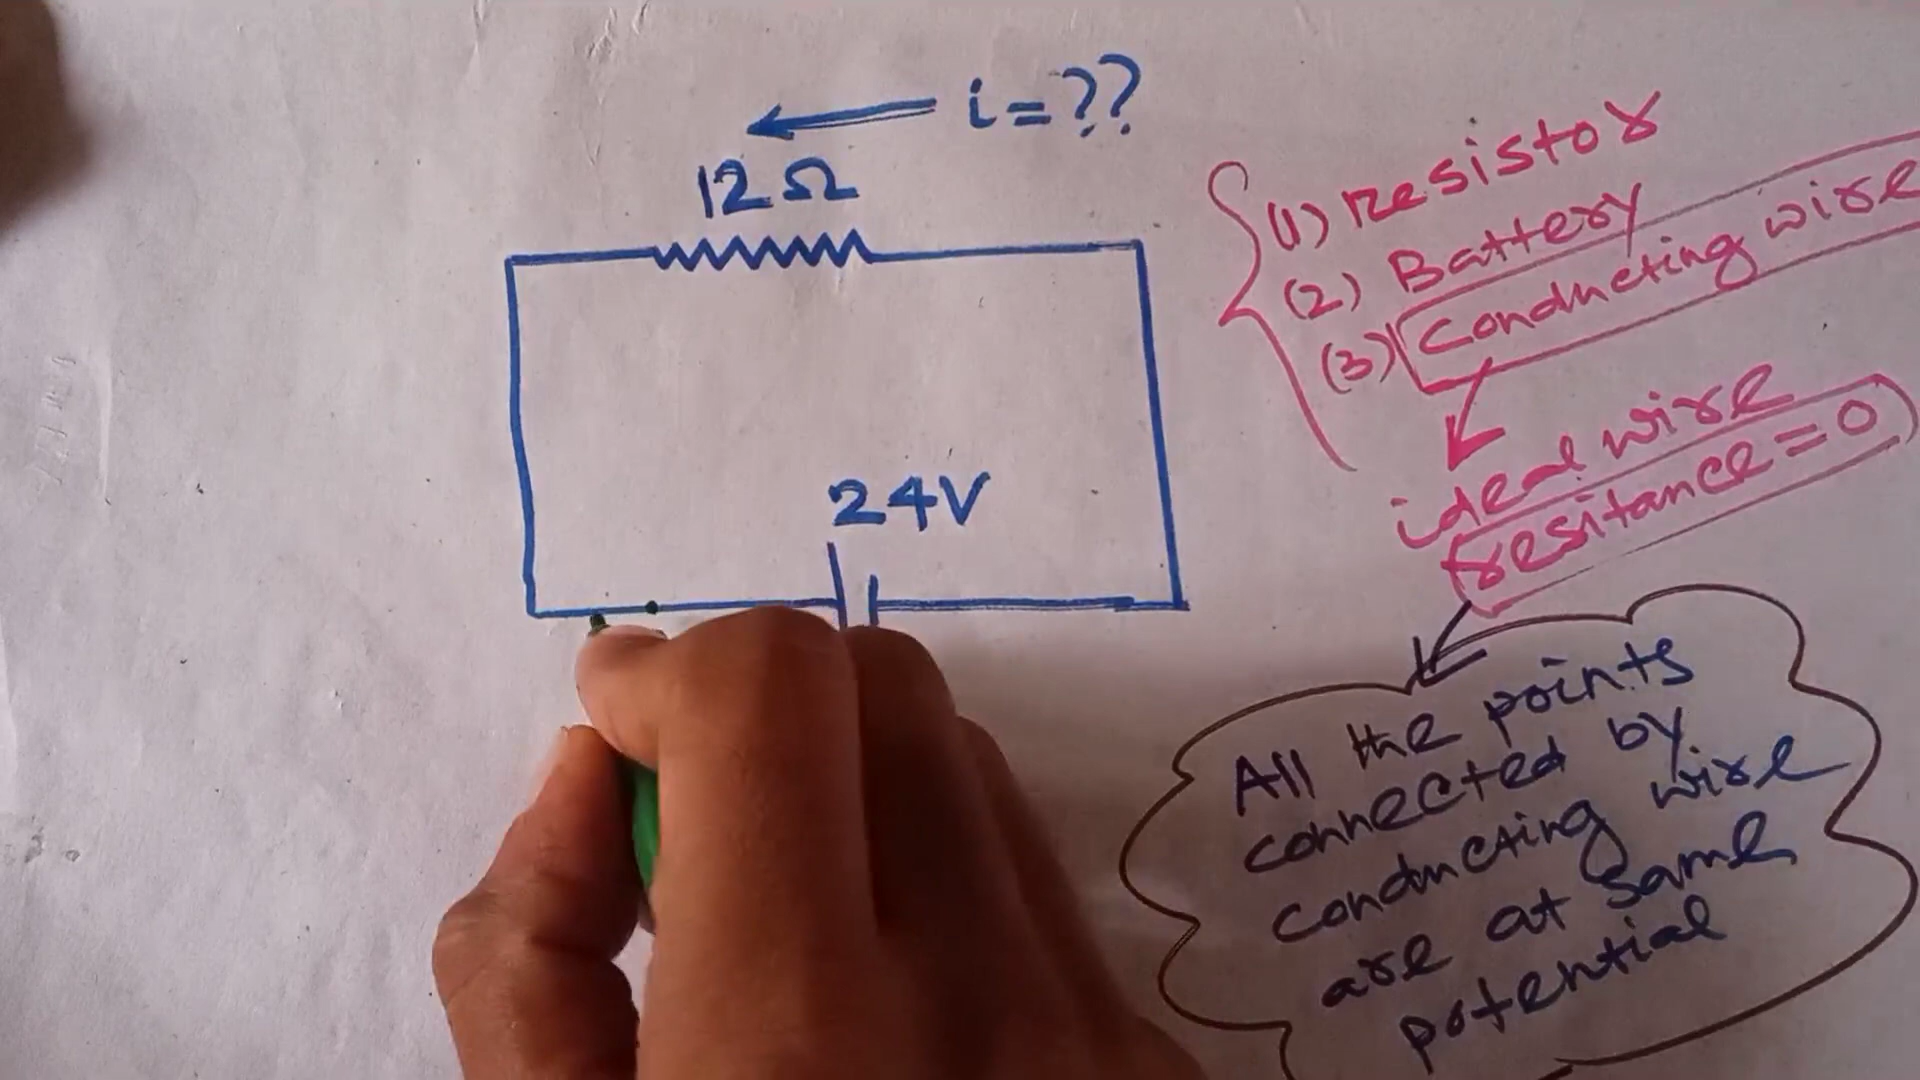 i=??
12Ω
24V
(1) resistor
(2) Battery
(3) conducting wire
ideal wire
resitance=0
All the points
connected by
conducting wire
are at same
potential